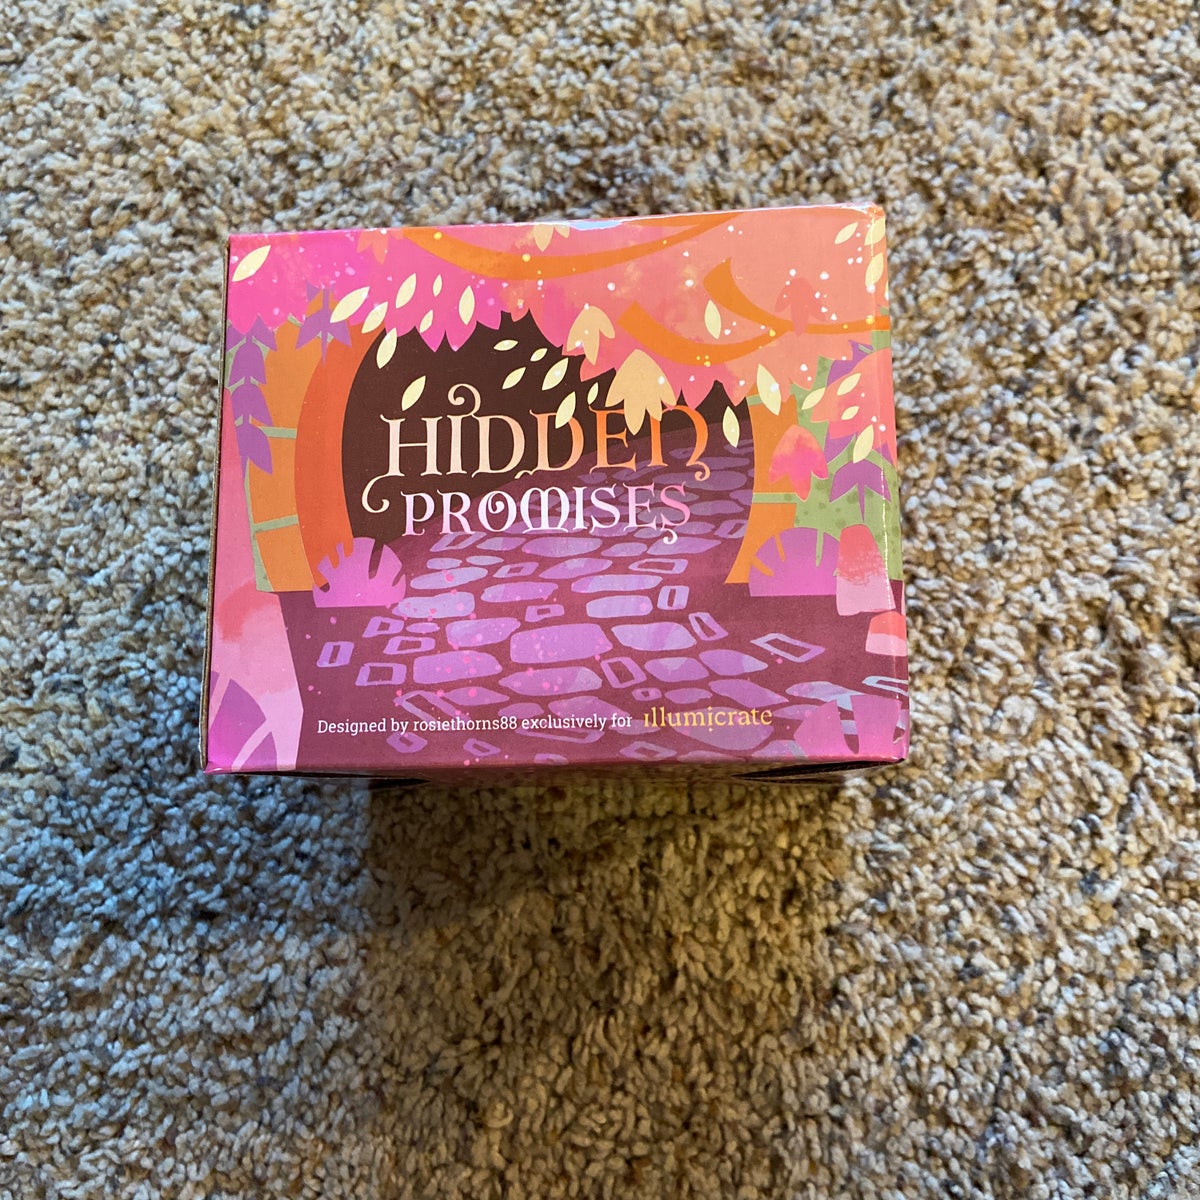 HIDDEN
PROMISES
Designed by rosiethorns88 exclusively for illumicrate